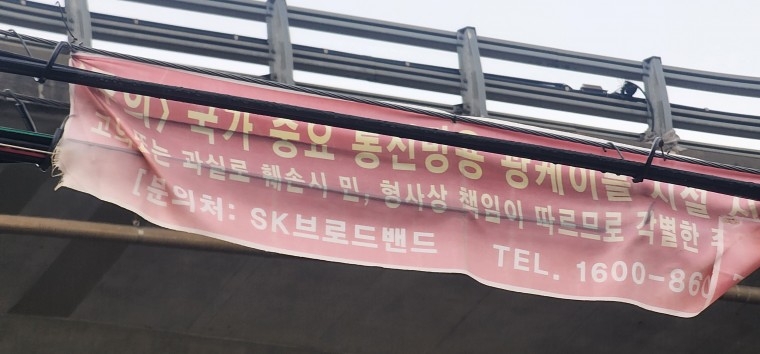 의) 국가 중요 통신망용 광케이블 시설
고의 또는 과실로 훼손시 민, 형사상 책임이 따르므로 각별한
[문의처: SK브로드밴드 TEL. 1600-860